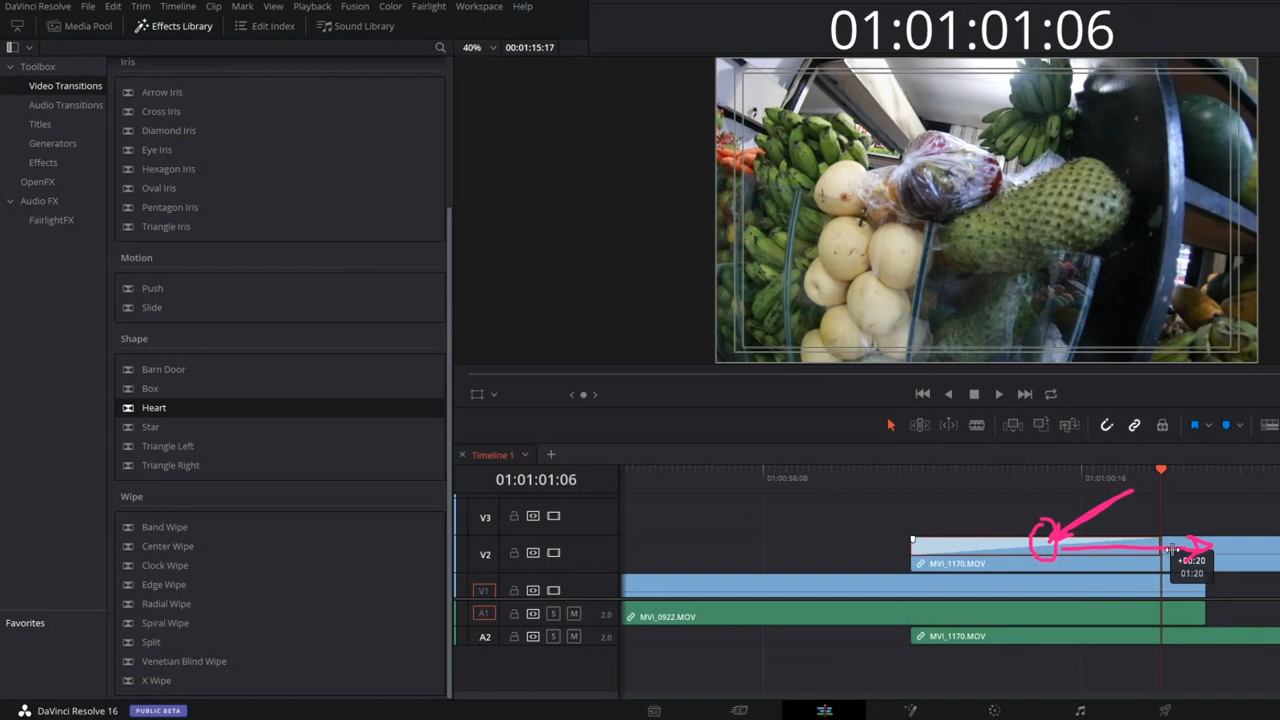 DaVinci Resolve File Edit Trim Timeline Clip Mark View Playback Fusion Color Fairlight Workspace Help
Media Pool Effects Library Edit Index Sound Library
01:01:01:06
40% 00:01:15:17
Toolbox
Video Transitions
Audio Transitions
Titles
Generators
Effects
OpenFX
Audio FX
FairlightFX
Favorites
Iris
Arrow Iris
Cross Iris
Diamond Iris
Eye Iris
Hexagon Iris
Oval Iris
Pentagon Iris
Triangle Iris
Motion
Push
Slide
Shape
Barn Door
Box
Heart
Star
Triangle Left
Triangle Right
Wipe
Band Wipe
Center Wipe
Clock Wipe
Edge Wipe
Radial Wipe
Spiral Wipe
Split
Venetian Blind Wipe
X Wipe
Timeline 1
01:01:01:06
01:00:58:08 01:01:00:16
V3
V2
MVI_1170.MOV
+00:20
01:20
V1
A1 S M 2.0 MVI_0922.MOV
A2 S M 2.0 MVI_1170.MOV
DaVinci Resolve 16 PUBLIC BETA